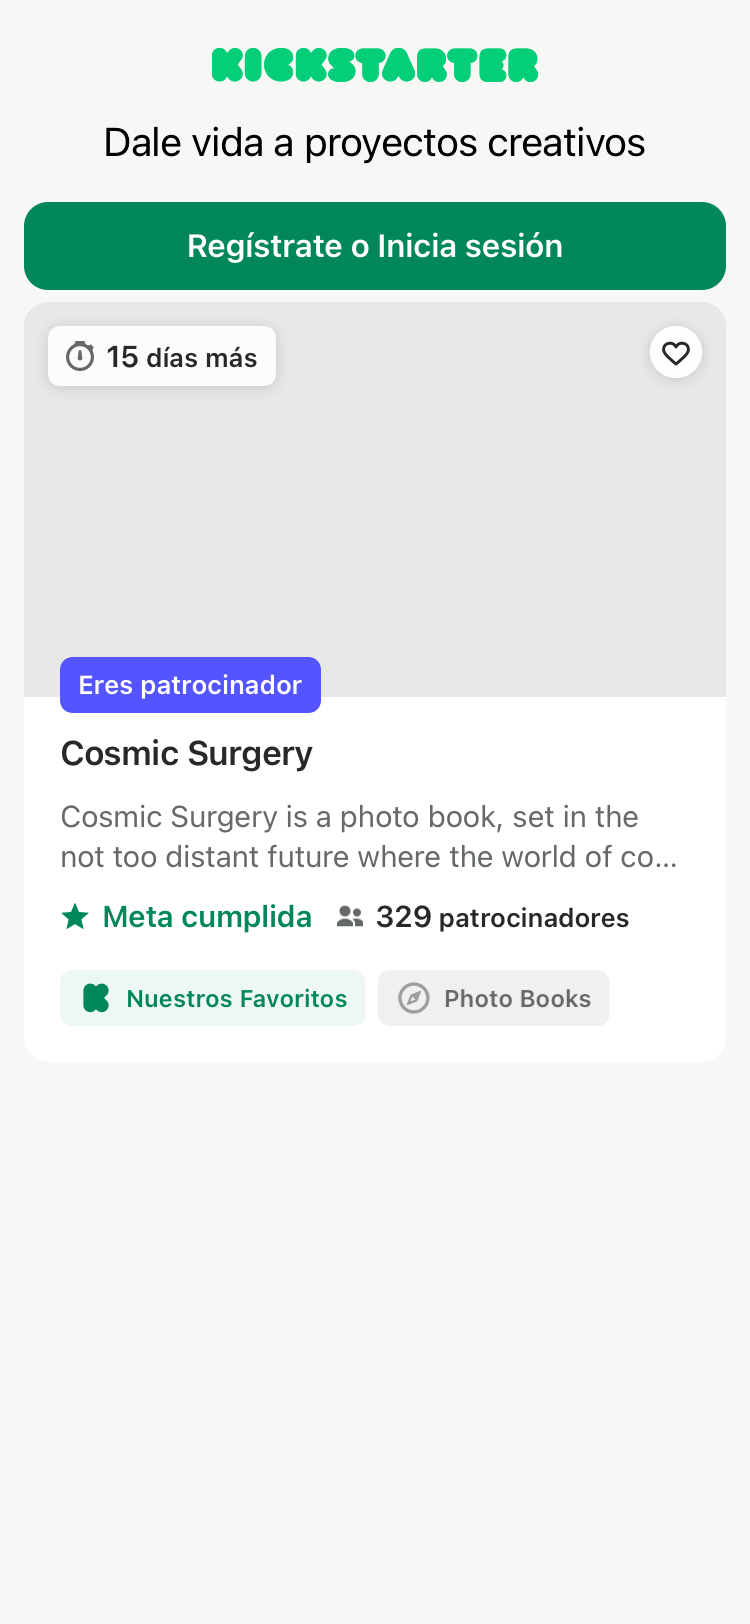 KICKSTARTER
Dale vida a proyectos creativos
Regístrate o Inicia sesión
15 días más
Eres patrocinador
Cosmic Surgery
Cosmic Surgery is a photo book, set in the
not too distant future where the world of co...
Meta cumplida 329 patrocinadores
Nuestros Favoritos Photo Books